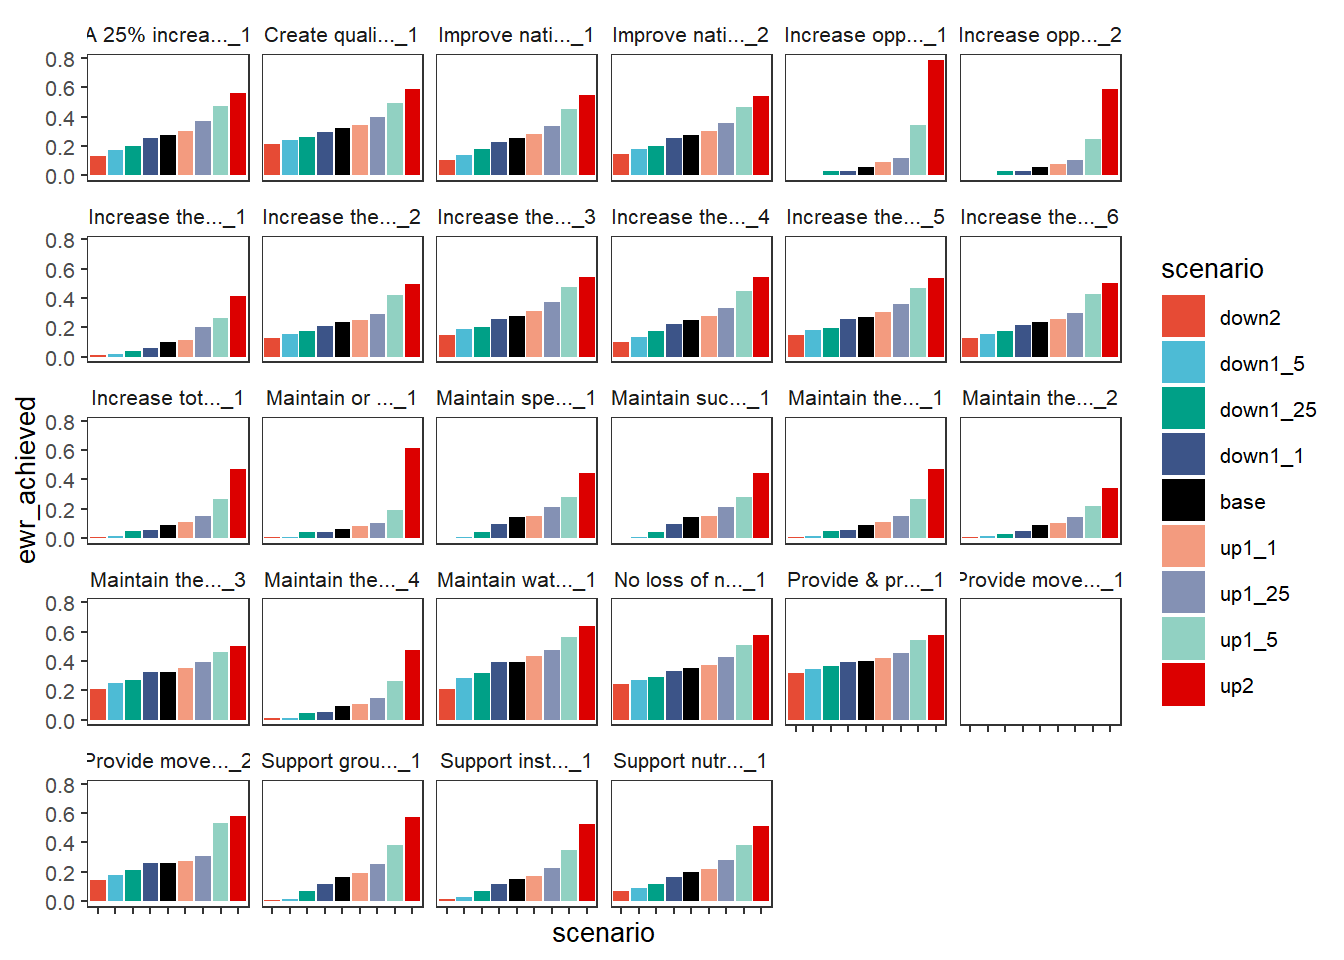 A 25% increa..._1 Create quali..._1 Improve nati..._1 Improve nati..._2 Increase opp..._1 Increase opp..._2
0.8
0.6
0.4
0.2
0.0
Increase the..._1 Increase the..._2 Increase the..._3 Increase the..._4 Increase the..._5 Increase the..._6
0.8
0.6
0.4
0.2
0.0
Increase tot..._1 Maintain or ..._1 Maintain spe..._1 Maintain suc..._1 Maintain the..._1 Maintain the..._2
0.8
0.6
0.4
0.2
0.0
Maintain the..._3 Maintain the..._4 Maintain wat..._1 No loss of n..._1 Provide & pr..._1 Provide move..._1
0.8
0.6
0.4
0.2
0.0
Provide move..._2 Support grou..._1 Support inst..._1 Support nutr..._1
0.8
0.6
0.4
0.2
0.0
ewr_achieved
scenario
scenario
down2
down1_5
down1_25
down1_1
base
up1_1
up1_25
up1_5
up2